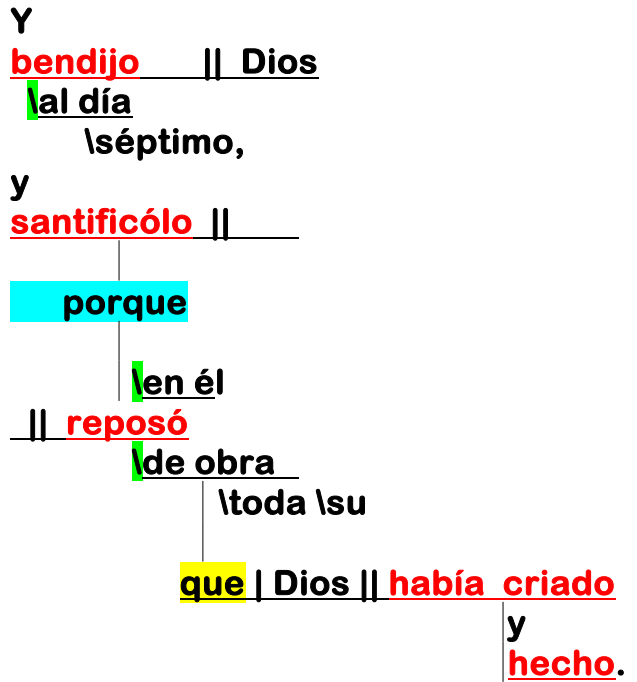 Y
bendijo || Dios
\al día
\séptimo,
y
santificólo ||
porque
\en él
|| reposó
\de obra
\toda \su
que | Dios || había criado
y
hecho.